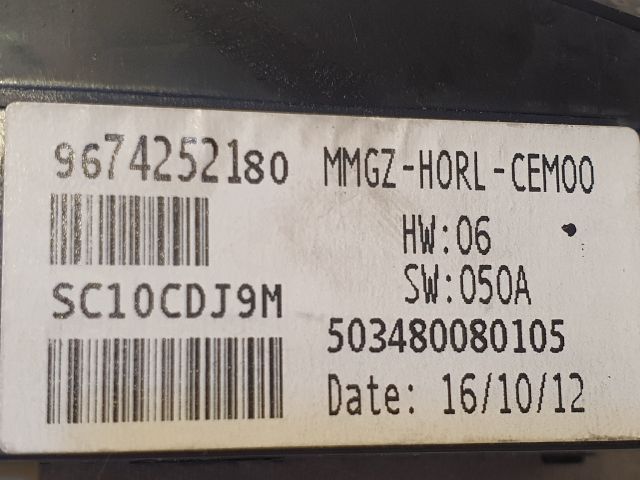 9674252180
MMGZ-HORL-CEM00
HW:06
SW:050A
SC10CDJ9M
503480080105
Date: 16/10/12